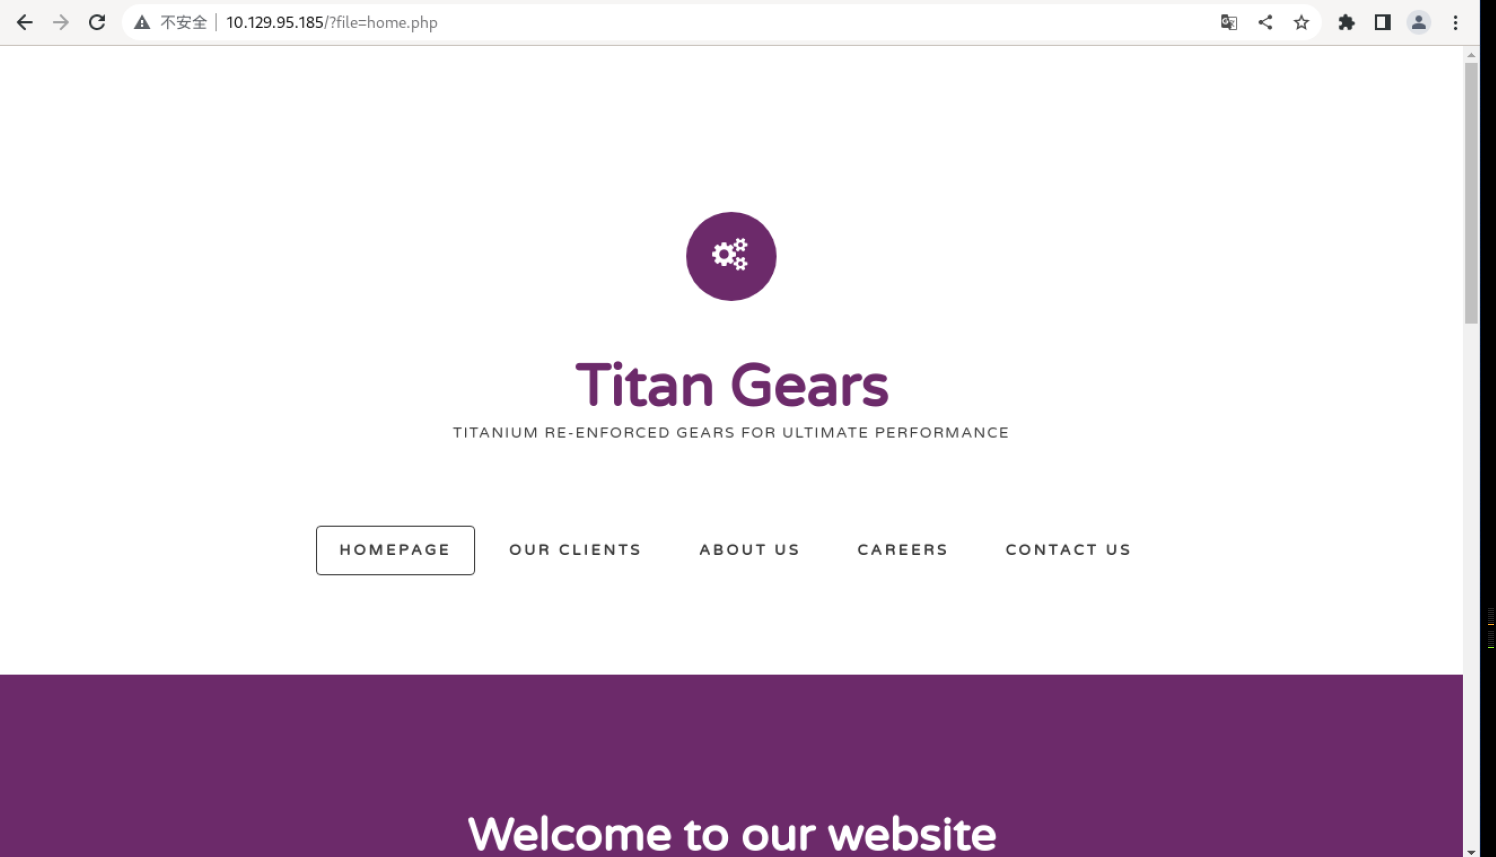 不安全 10.129.95.185/?file=home.php
Titan Gears
TITANIUM RE-ENFORCED GEARS FOR ULTIMATE PERFORMANCE
HOMEPAGE OUR CLIENTS ABOUT US CAREERS CONTACT US
Welcome to our website